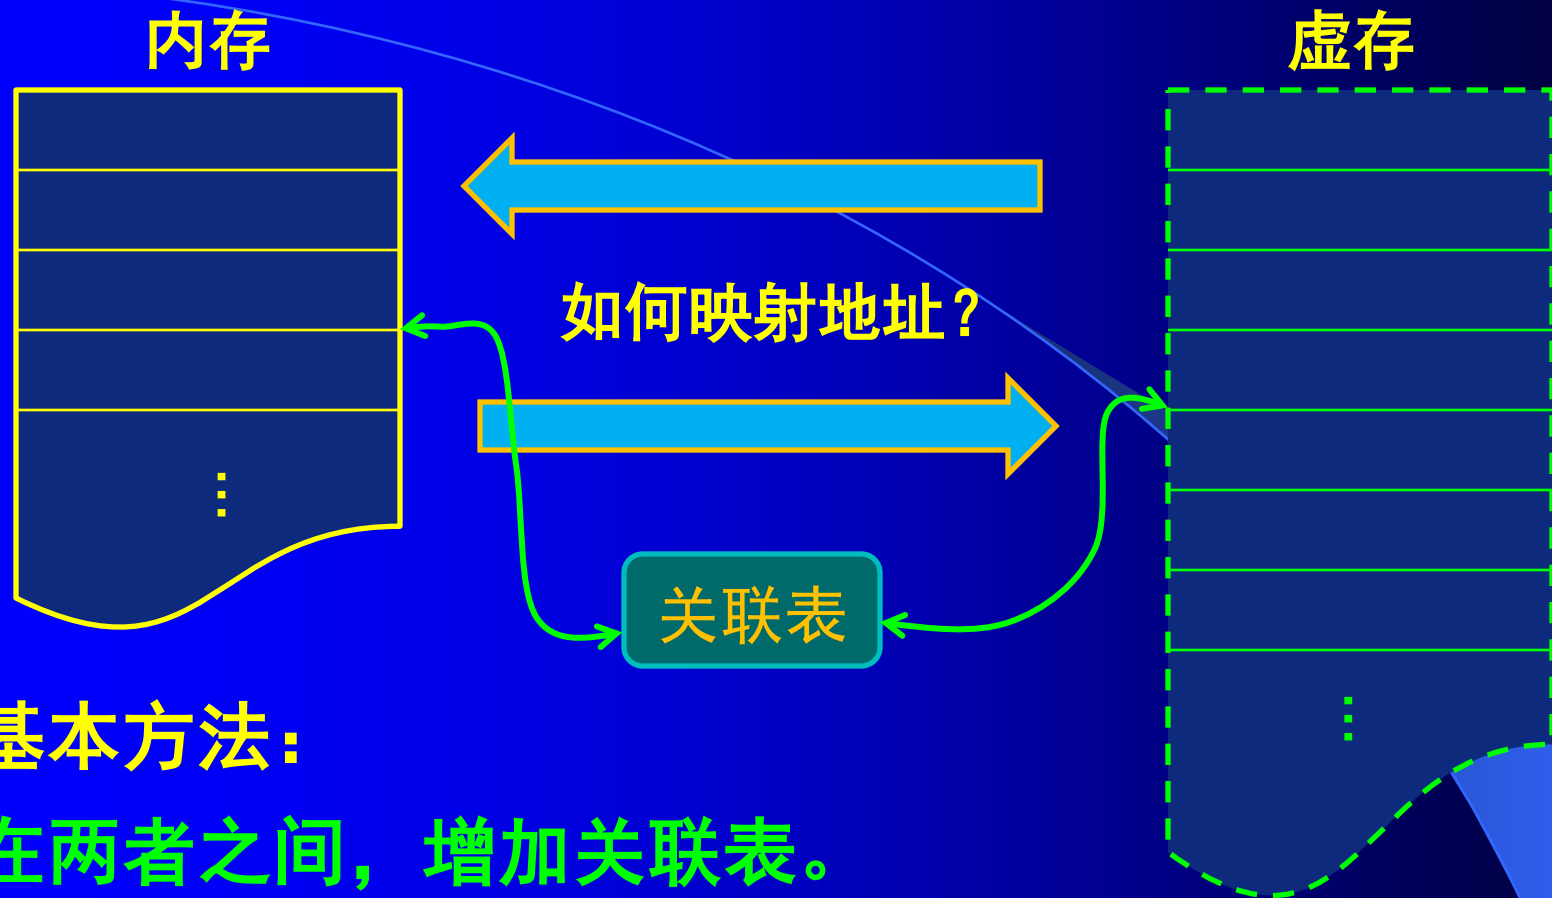 内存
虚存
如何映射地址？
⋮
⋮
关联表
基本方法：
在两者之间，增加关联表。